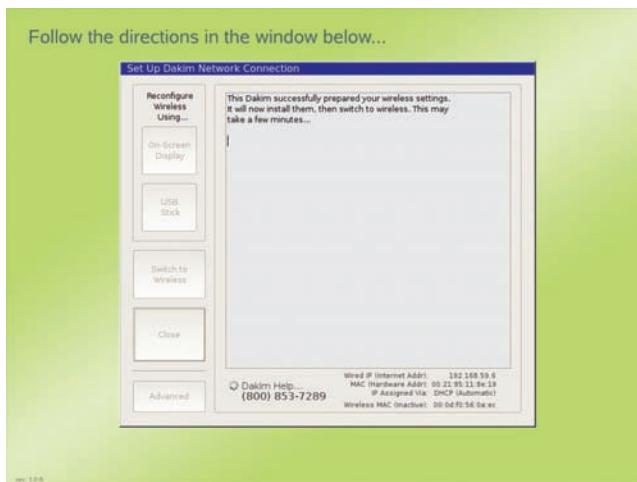 Follow the directions in the window below...
Set Up Dakim Network Connection
Reconfigure
Wireless
Using...
On-Screen
Display
USB
Stick
Switch to
Wireless
Close
Advanced
This Dakim successfully prepared your wireless settings.
It will now install them, then switch to wireless. This may
take a few minutes...
Dakim Help...
(800) 853-7289
Wired IP (Internet Addr): 192.168.59.6
MAC (Hardware Addr): 00:21:95:11:8e:19
IP Assigned Via: DHCP (Automatic)
Wireless MAC (Inactive): 00:0d:f0:56:0a:ec